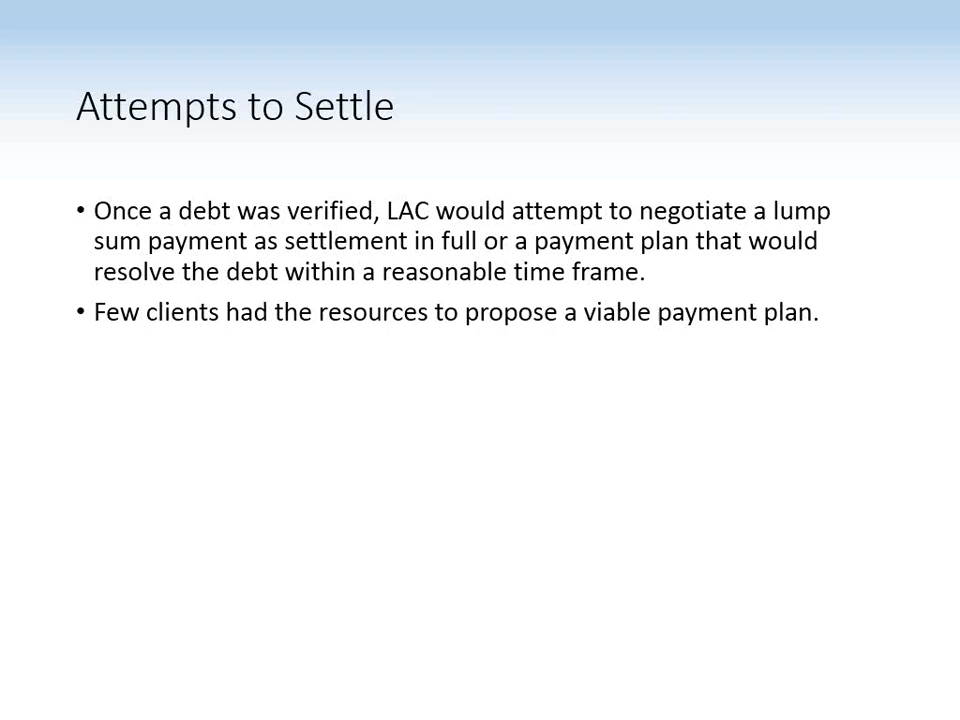 Attempts to Settle
• Once a debt was verified, LAC would attempt to negotiate a lump
sum payment as settlement in full or a payment plan that would
resolve the debt within a reasonable time frame.
• Few clients had the resources to propose a viable payment plan.